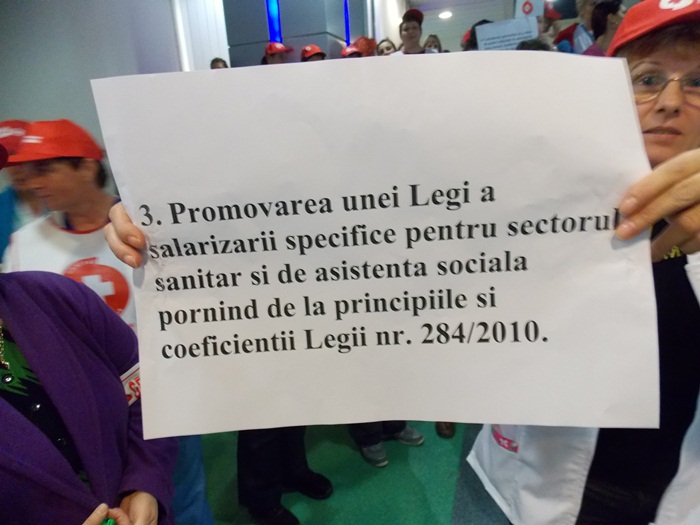 3. Promovarea unei Legi a
salarizarii specifice pentru sectorul
sanitar si de asistenta sociala
pornind de la principiile si
coeficientii Legii nr. 284/2010.